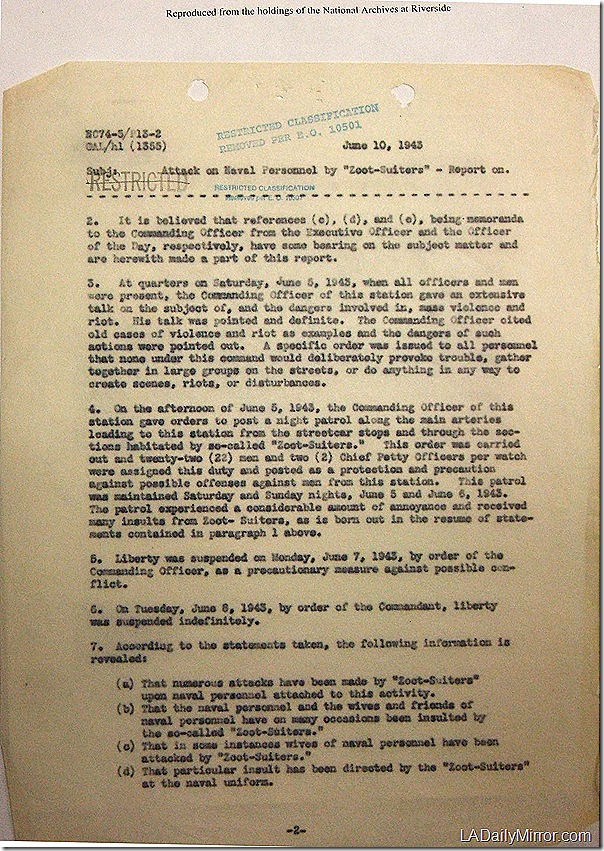 Reproduced from the holdings of the National Archives at Riverside
NC74-3/P13-2
CAL/hl (1355)
RESTRICTED CLASSIFICATION
REMOVED PER E.O. 10501
June 10, 1943
Subj: Attack on Naval Personnel by "Zoot-Suiters" - Report on.
RESTRICTED
RESTRICTED CLASSIFICATION
REMOVED PER E.O. 10501
2. It is believed that references (c), (d), and (e), being memoranda
to the Commanding Officer from the Executive Officer and the Officer
of the Day, respectively, have some bearing on the subject matter and
are herewith made a part of this report.
3. At quarters on Saturday, June 5, 1943, when all officers and men
were present, the Commanding Officer of this station gave an extensive
talk on the subject of, and the dangers involved in, mass violence and
riot. His talk was pointed and definite. The Commanding Officer cited
old cases of violence and riot as examples and the dangers of such
actions were pointed out. A specific order was issued to all personnel
that none under this command would deliberately provoke trouble, gather
together in large groups on the streets, or do anything in any way to
create scenes, riots, or disturbances.
4. On the afternoon of June 5, 1943, the Commanding Officer of this
station gave orders to post a night patrol along the main arteries
leading to this station from the streetcar stops and through the sec-
tions habitated by so-called "Zoot-Suiters." This order was carried
out and twenty-two (22) men and two (2) Chief Petty Officers per watch
were assigned this duty and posted as a protection and precaution
against possible offenses against men from this station. This patrol
was maintained Saturday and Sunday nights, June 5 and June 6, 1943.
The patrol experienced a considerable amount of annoyance and received
many insults from Zoot- Suiters, as is born out in the resume of state-
ments contained in paragraph 1 above.
5. Liberty was suspended on Monday, June 7, 1943, by order of the
Commanding Officer, as a precautionary measure against possible con-
flict.
6. On Tuesday, June 8, 1943, by order of the Commandant, liberty
was suspended indefinitely.
7. According to the statements taken, the following information is
revealed:
(a) That numerous attacks have been made by "Zoot-Suiters"
upon naval personnel attached to this activity.
(b) That the naval personnel and the wives and friends of
naval personnel have on many occasions been insulted by
the so-called "Zoot-Suiters."
(c) That in some instances wives of naval personnel have been
attacked by "Zoot-Suiters."
(d) That particular insult has been directed by the "Zoot-Suiters"
at the naval uniform.
-2-
LADailyMirror.com